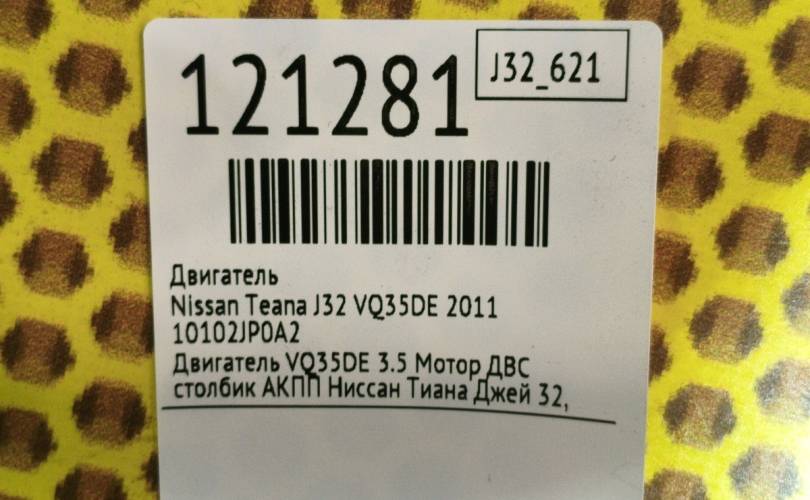 121281
J32_621
Двигатель
Nissan Teana J32 VQ35DE 2011
10102JP0A2
Двигатель VQ35DE 3.5 Мотор ДВС
столбик АКПП Ниссан Тиана Джей 32,